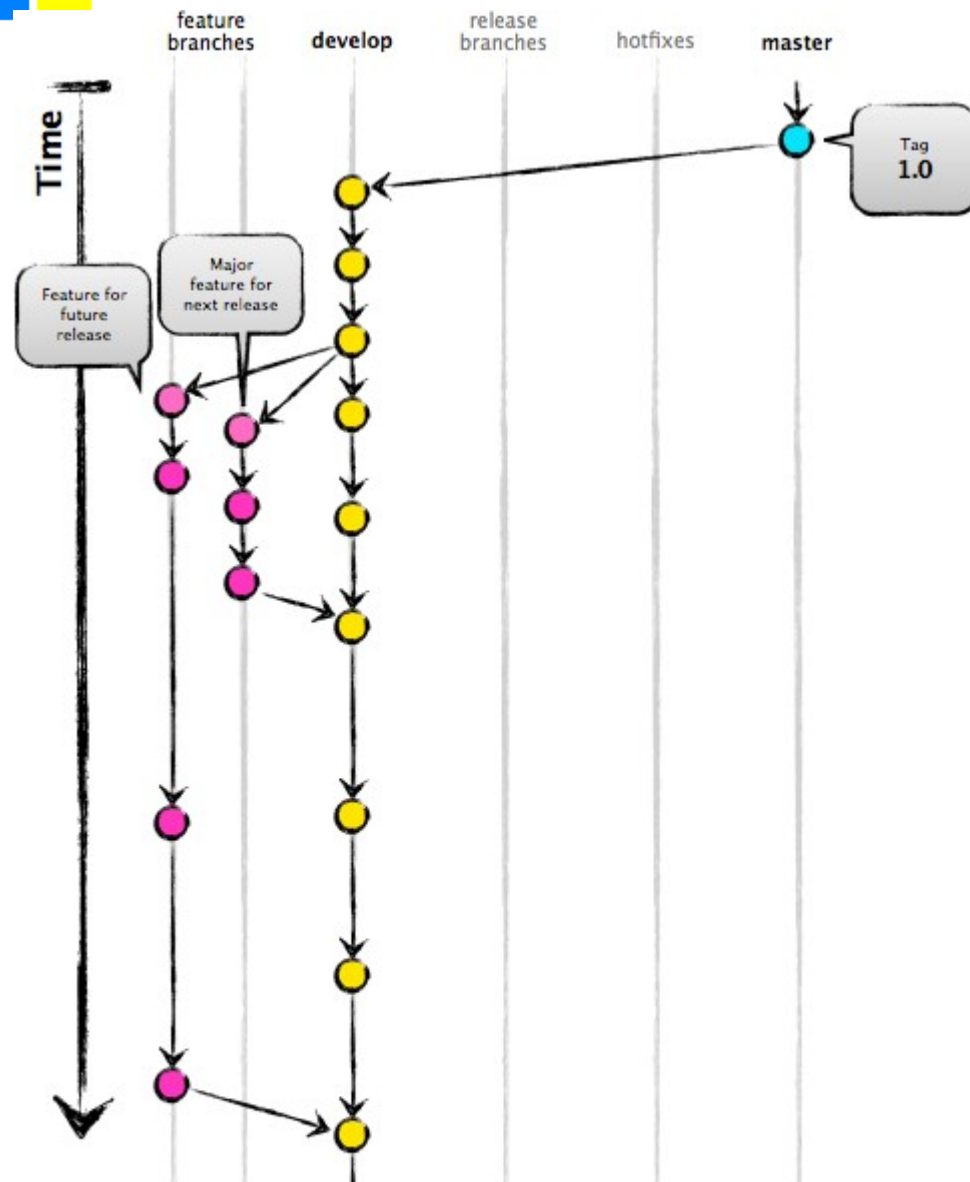 feature
branches
develop
release
branches
hotfixes
master
Time
Tag
1.0
Major
feature for
next release
Feature for
future
release